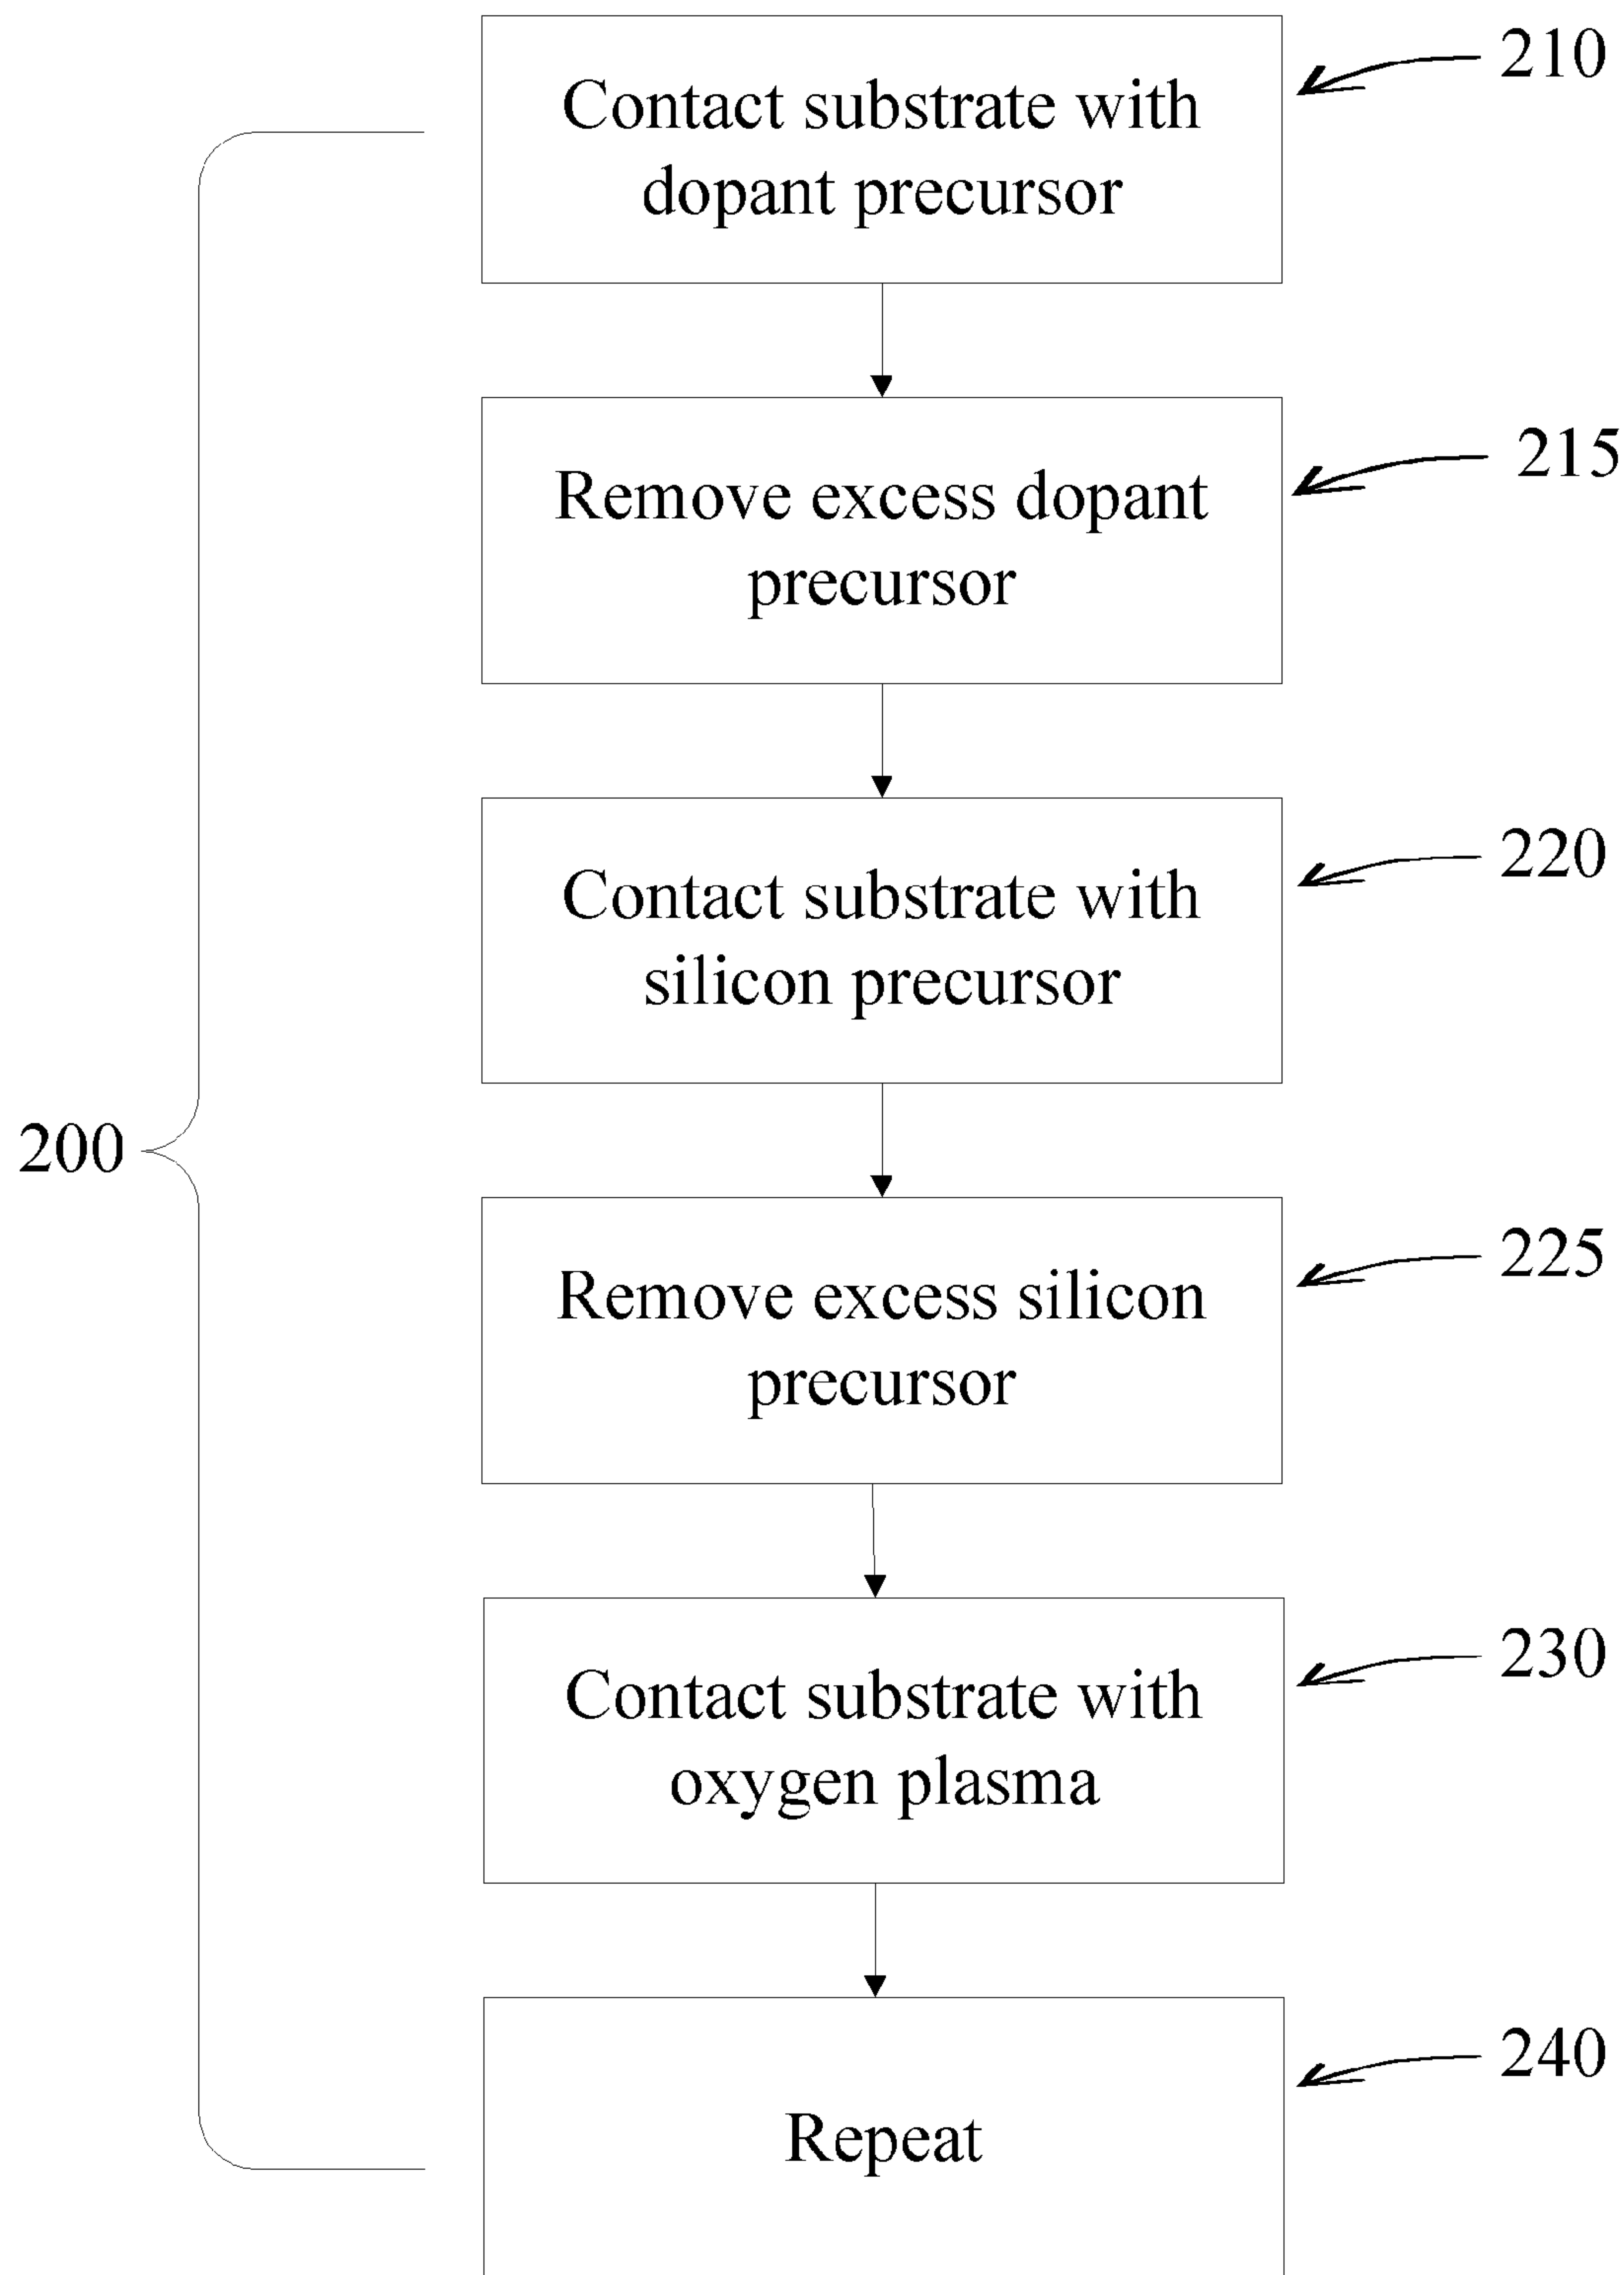 210
Contact substrate with
dopant precursor
215
Remove excess dopant
precursor
220
Contact substrate with
silicon precursor
200
225
Remove excess silicon
precursor
230
Contact substrate with
oxygen plasma
240
Repeat